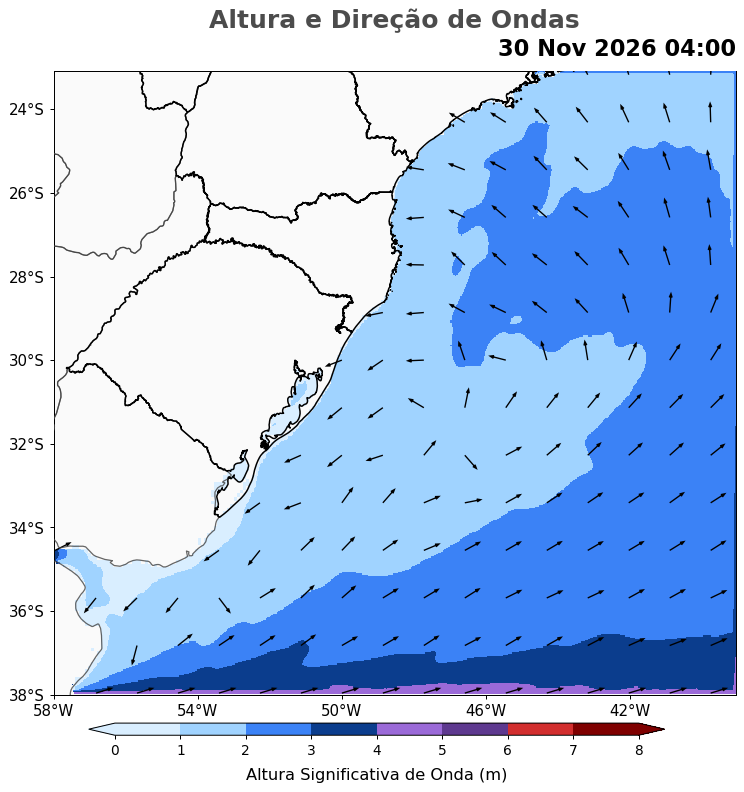 Altura e Direção de Ondas
30 Nov 2026 04:00
24°S
26°S
28°S
30°S
32°S
34°S
36°S
38°S
58°W 54°W 50°W 46°W 42°W
0 1 2 3 4 5 6 7 8
Altura Significativa de Onda (m)